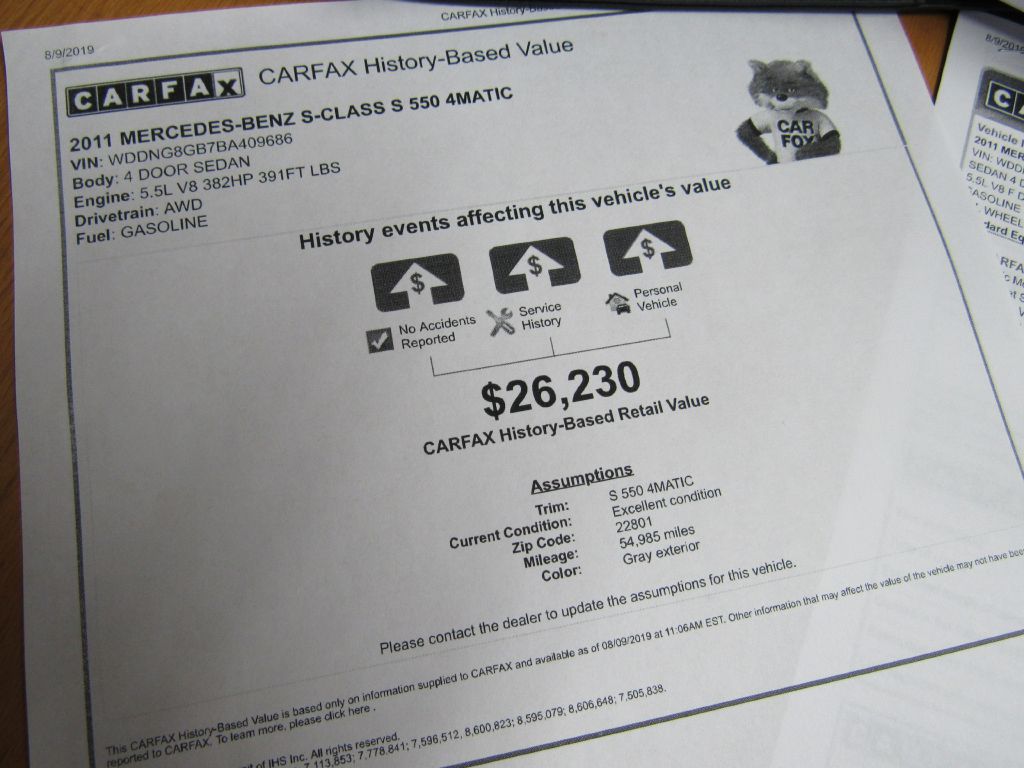 8/9/2019
CARFAX History-Based
CARFAX
CARFAX History-Based Value
2011 MERCEDES-BENZ S-CLASS S 550 4MATIC
VIN: WDDNG8GB7BA409686
Body: 4 DOOR SEDAN
Engine: 5.5L V8 382HP 391FT LBS
Drivetrain: AWD
Fuel: GASOLINE
CAR
FOX
History events affecting this vehicle's value
$ $ $
No Accidents
Reported
Service
History
Personal
Vehicle
$26,230
CARFAX History-Based Retail Value
Assumptions
Trim: S 550 4MATIC
Current Condition: Excellent condition
Zip Code: 22801
Mileage: 54,985 miles
Color: Gray exterior
Please contact the dealer to update the assumptions for this vehicle.
This CARFAX History-Based Value is based only on information supplied to CARFAX and available as of 08/09/2019 at 11:06AM EST. Other information that may affect the value of the vehicle may not have been
reported to CARFAX. To learn more, please click here .
of IHS Inc. All rights reserved.
7,113,853; 7,778,841; 7,596,512, 8,600,823; 8,595,079; 8,606,648; 7,505,838.
8/9/2019
CA
Vehicle
2011 MER
VIN: WDD
SEDAN 4 D
5.5L V8 F
GASOLINE
WHEEL